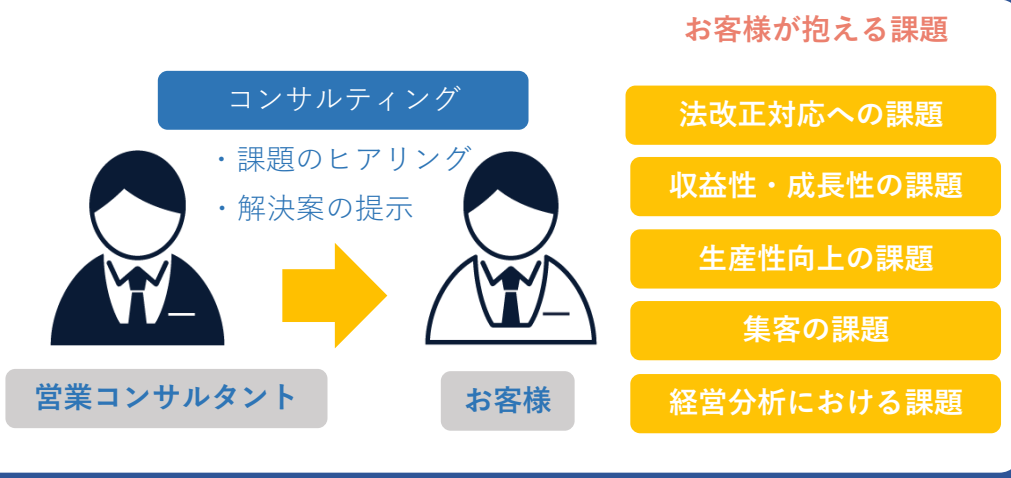 お客様が抱える課題
コンサルティング
・課題のヒアリング
・解決案の提示
営業コンサルタント
お客様
法改正対応への課題
収益性・成長性の課題
生産性向上の課題
集客の課題
経営分析における課題